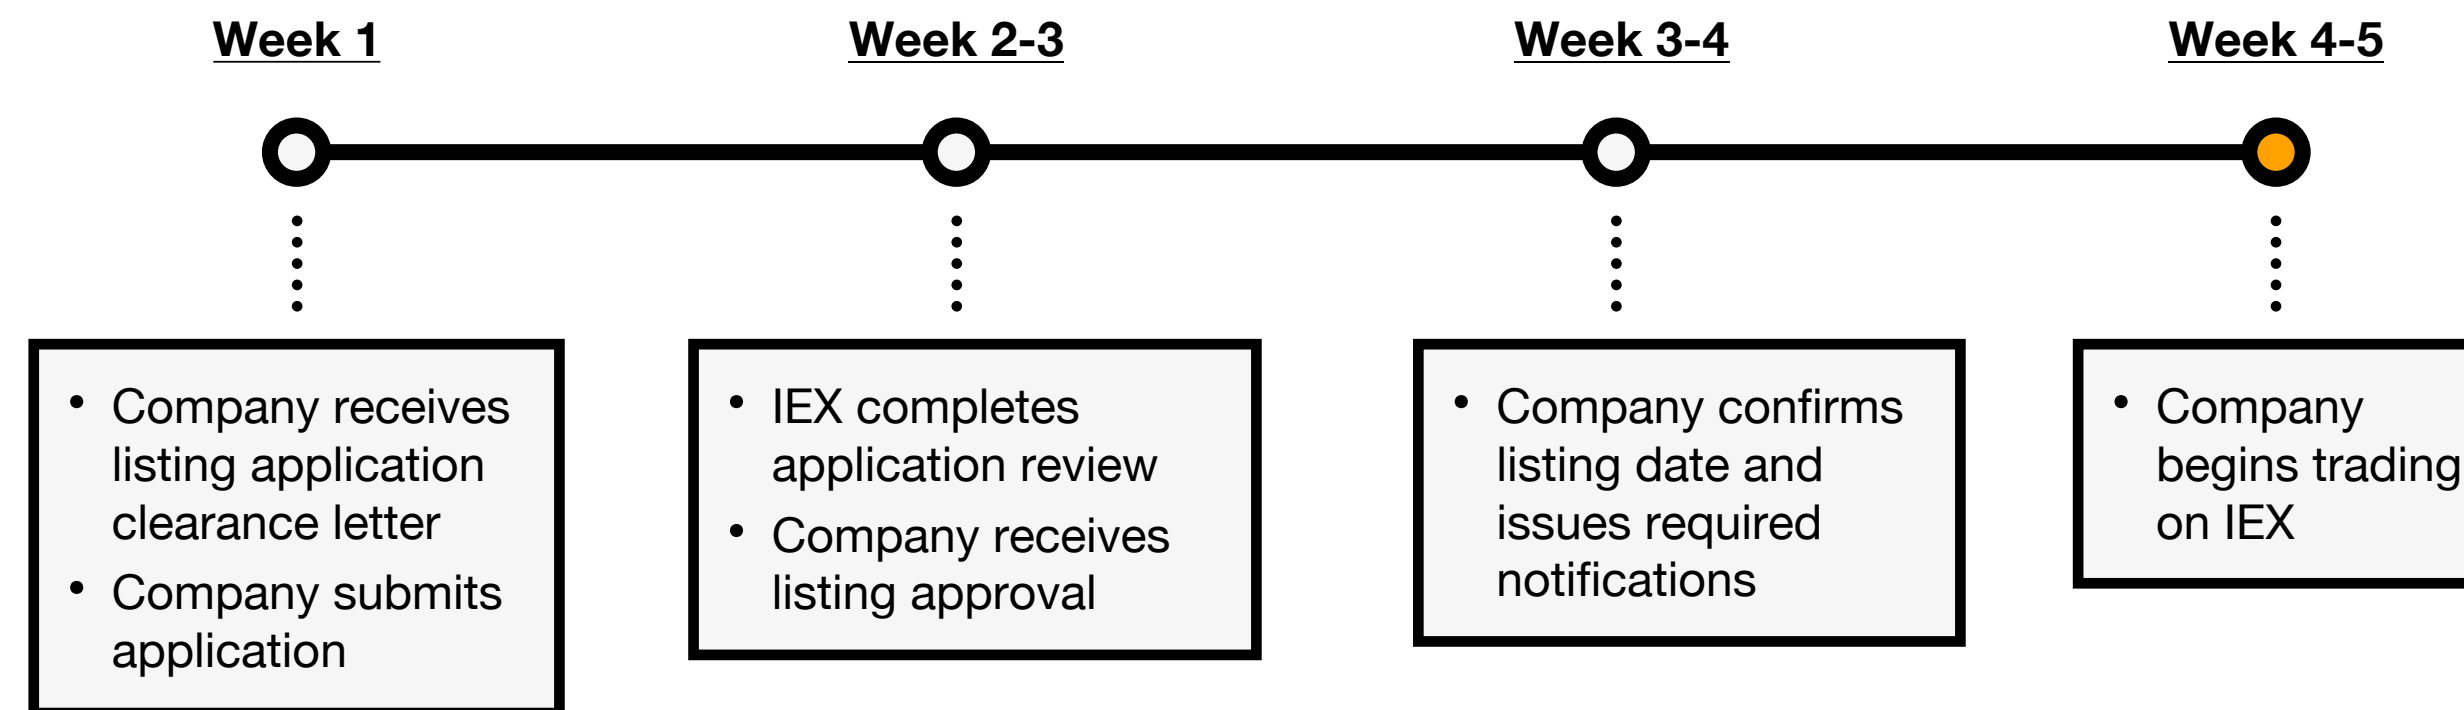 Week 1
Week 2-3
Week 3-4
Week 4-5
• Company receives
listing application
clearance letter
• Company submits
application
• IEX completes
application review
• Company receives
listing approval
• Company confirms
listing date and
issues required
notifications
• Company
begins trading
on IEX